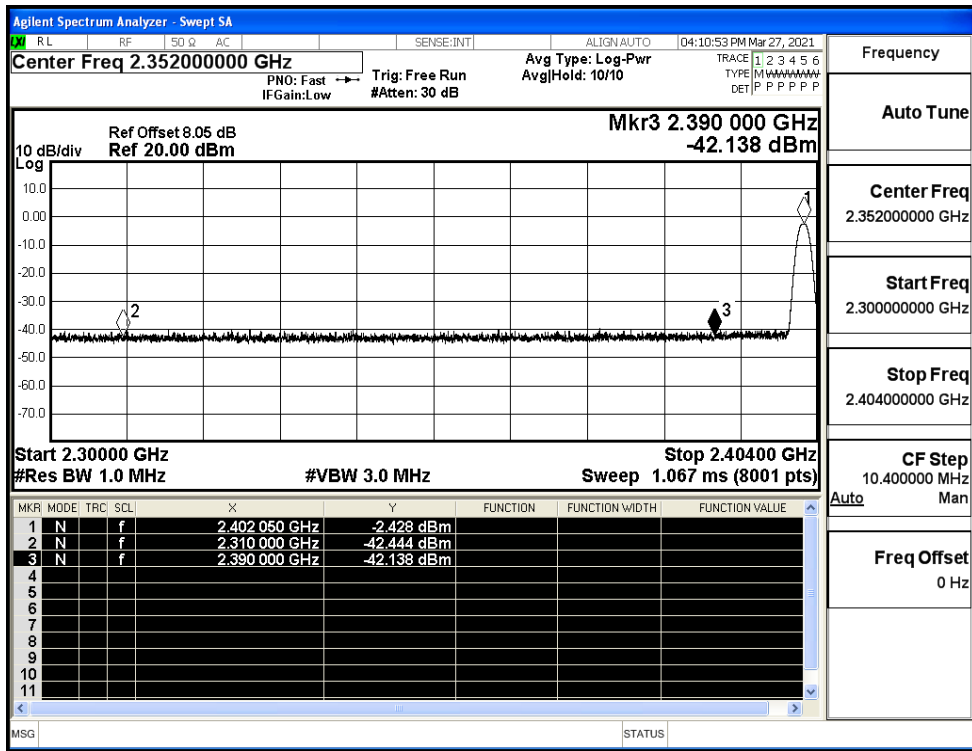 Agilent Spectrum Analyzer - Swept SA
LXI RL RF 50 Ω AC SENSE:INT ALIGNAUTO 04:10:53 PM Mar 27, 2021
Center Freq 2.352000000 GHz
PNO: Fast
IFGain:Low
Trig: Free Run
#Atten: 30 dB
Avg Type: Log-Pwr
Avg|Hold: 10/10
TRACE 1 2 3 4 5 6
TYPE M WWWWW
DET P P P P P P
Ref Offset 8.05 dB
10 dB/div Ref 20.00 dBm
Log
Mkr3 2.390 000 GHz
-42.138 dBm
10.0
0.00
-10.0
-20.0
-30.0
-40.0
-50.0
-60.0
-70.0
1
2
3
Start 2.30000 GHz Stop 2.40400 GHz
#Res BW 1.0 MHz #VBW 3.0 MHz Sweep 1.067 ms (8001 pts)
MKR MODE TRC SCL X Y FUNCTION FUNCTION WIDTH FUNCTION VALUE
1 N f 2.402 050 GHz -2.428 dBm
2 N f 2.310 000 GHz -42.444 dBm
3 N f 2.390 000 GHz -42.138 dBm
4
5
6
7
8
9
10
11
MSG STATUS
Frequency
Auto Tune
Center Freq
2.352000000 GHz
Start Freq
2.300000000 GHz
Stop Freq
2.404000000 GHz
CF Step
10.400000 MHz
Auto Man
Freq Offset
0 Hz